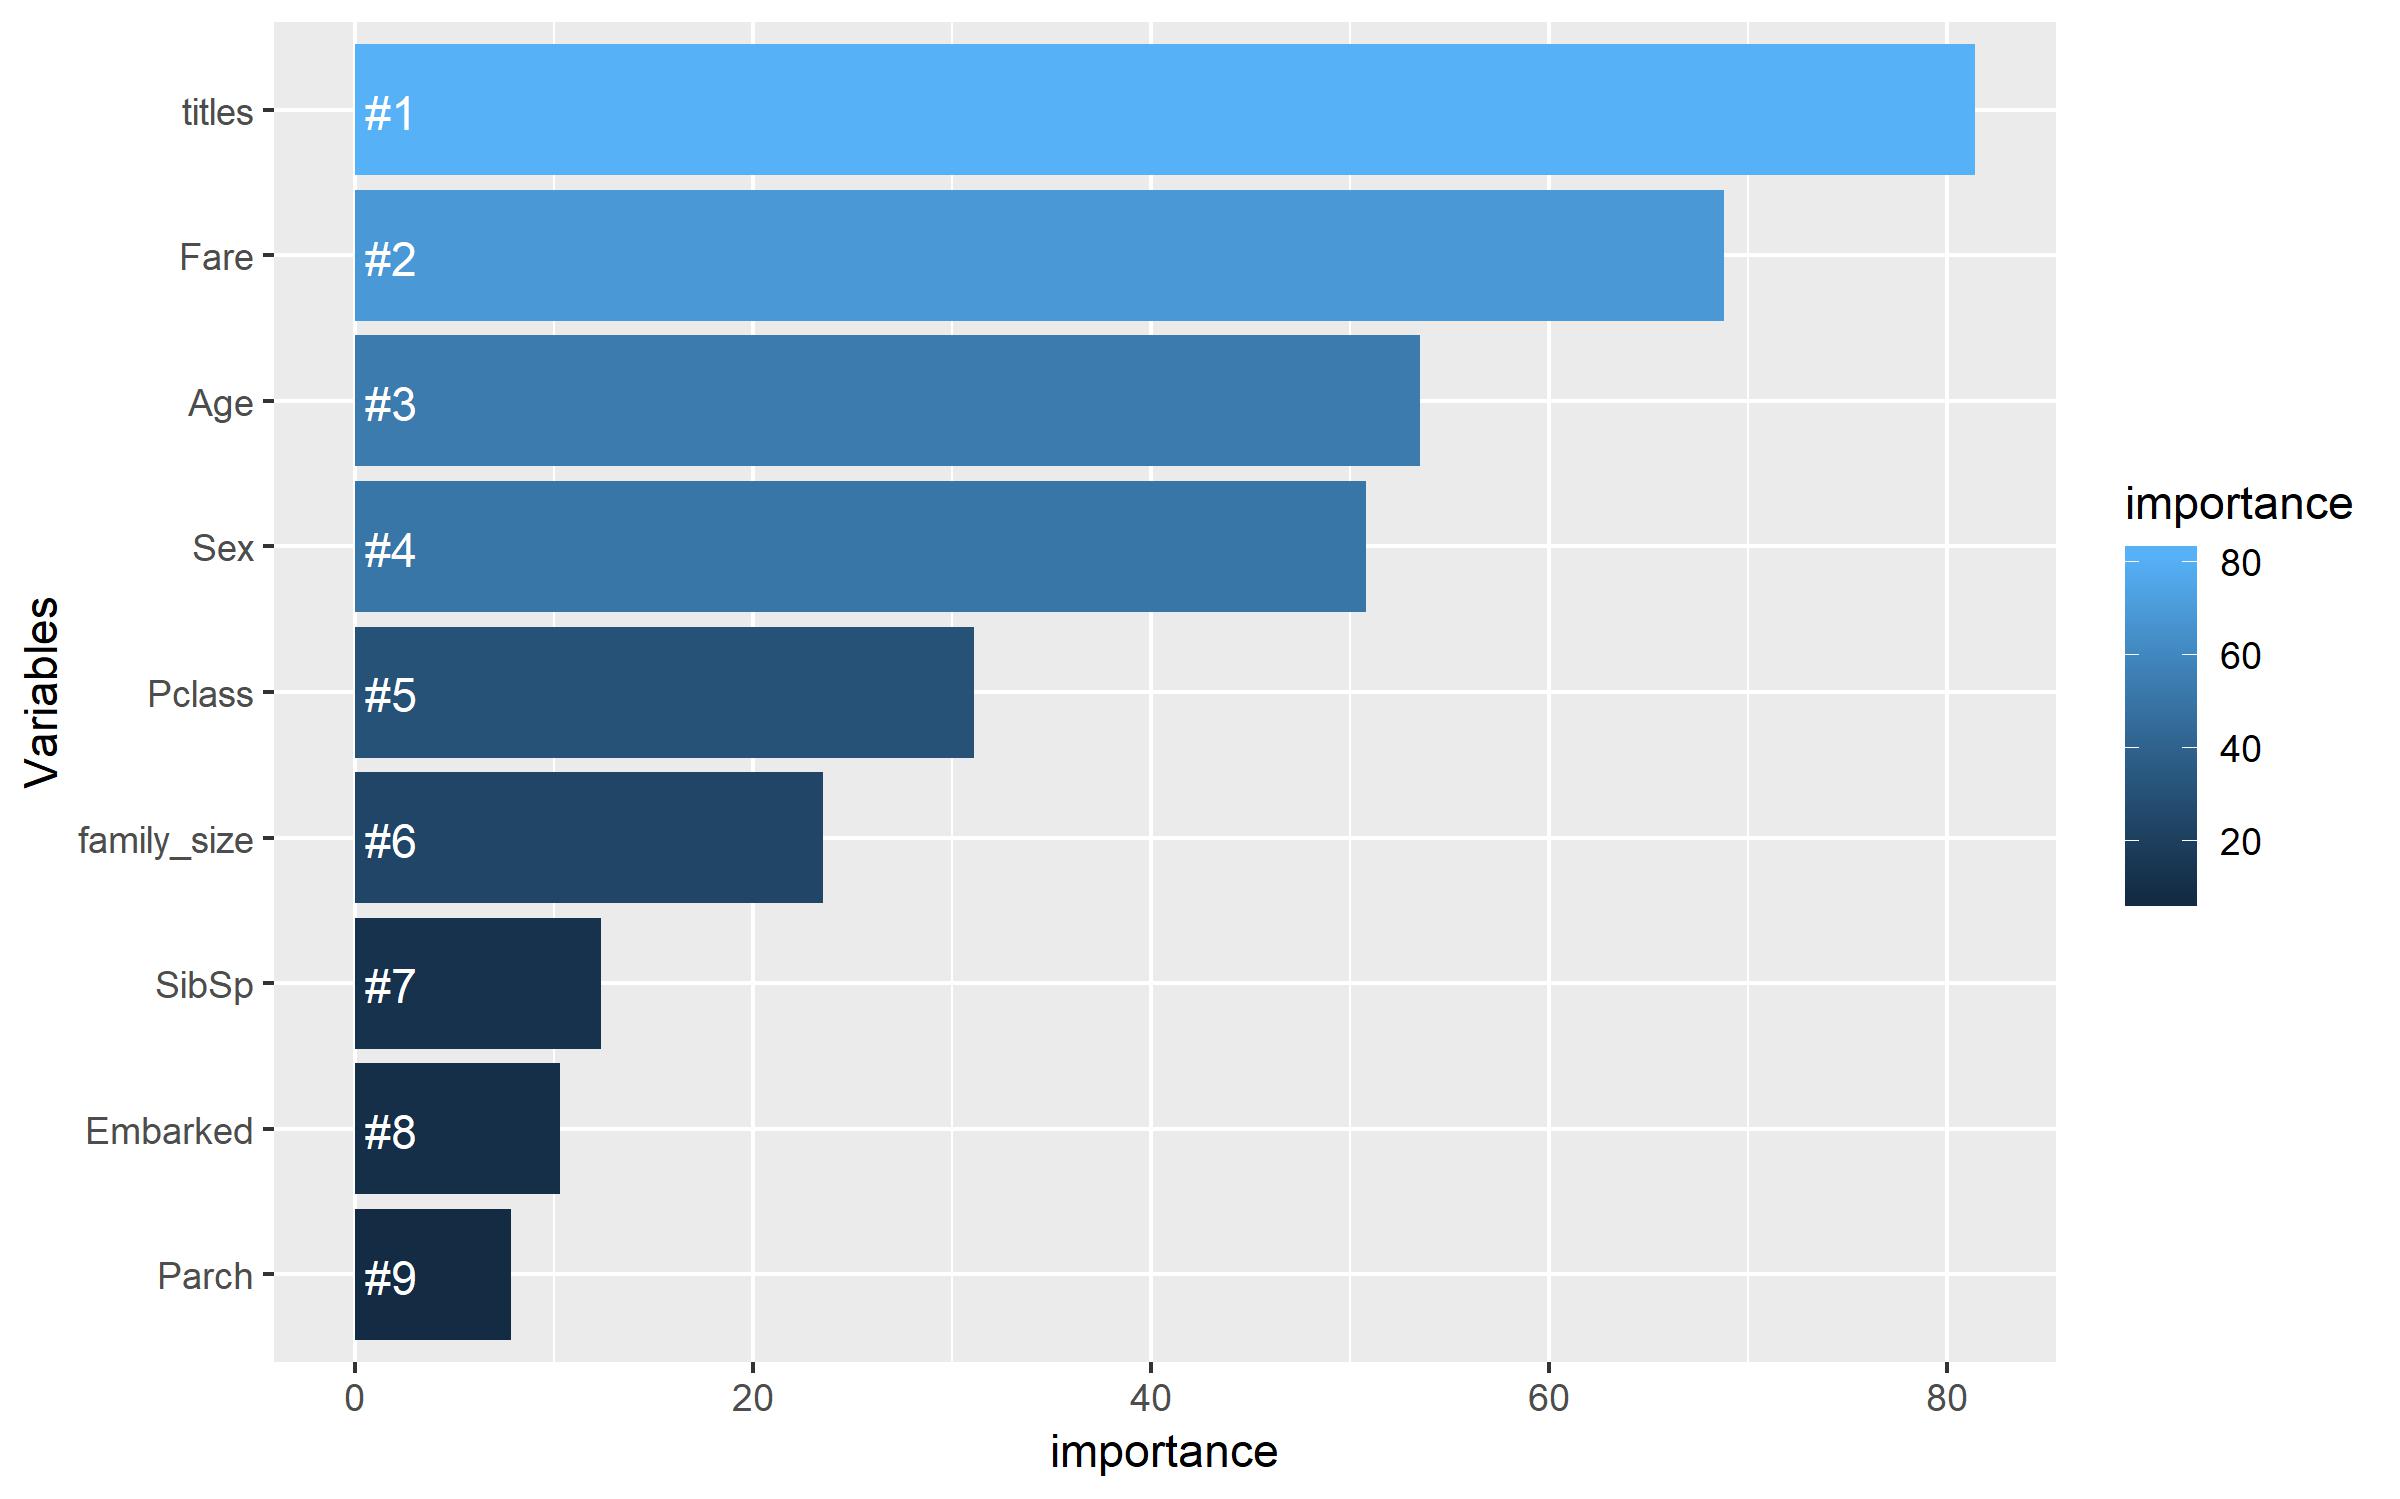 titles
#1
Fare
#2
Age
#3
Sex
#4
Pclass
#5
family_size
#6
SibSp
#7
Embarked
#8
Parch
#9
Variables
0 20 40 60 80
importance
importance
80
60
40
20